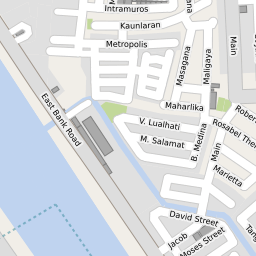 Intramuros
Kaunlaran
Metropolis
Main
Masagana
Maligaya
East Bank Road
Maharlika
V. Lualhati
M. Salamat
B. Medina
Main
Marietta
David Street
Jacob
Moses Street